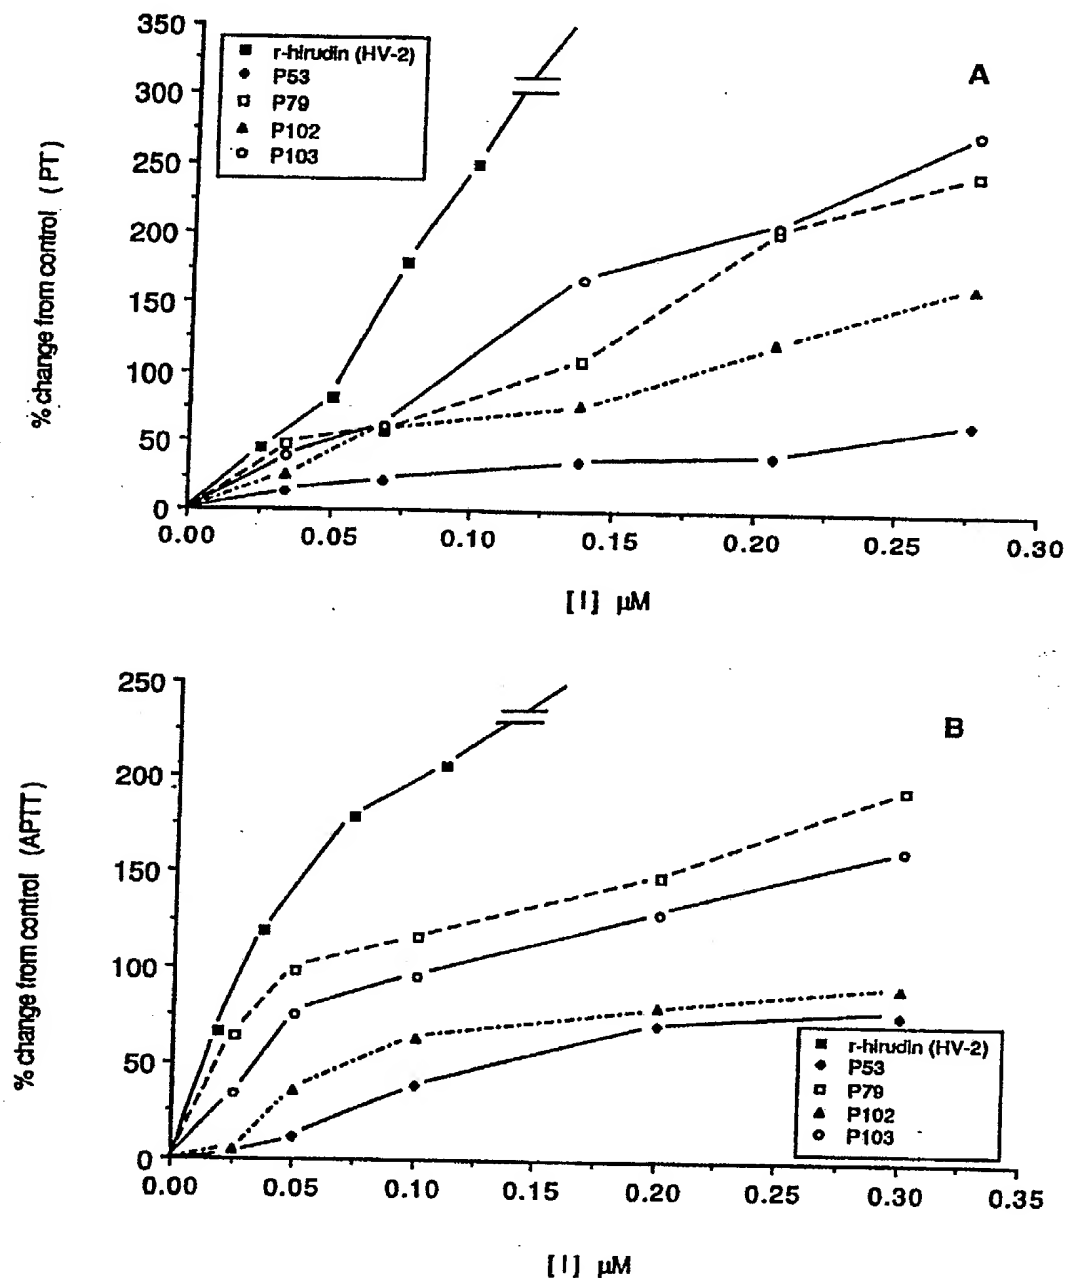 350
300
250
200
150
100
50
0
% change from control (PT)
r-hirudin (HV-2)
P53
P79
P102
P103
A
0.00 0.05 0.10 0.15 0.20 0.25 0.30
[I] μM
250
200
150
100
50
0
% change from control (APTT)
B
r-hirudin (HV-2)
P53
P79
P102
P103
0.00 0.05 0.10 0.15 0.20 0.25 0.30 0.35
[I] μM